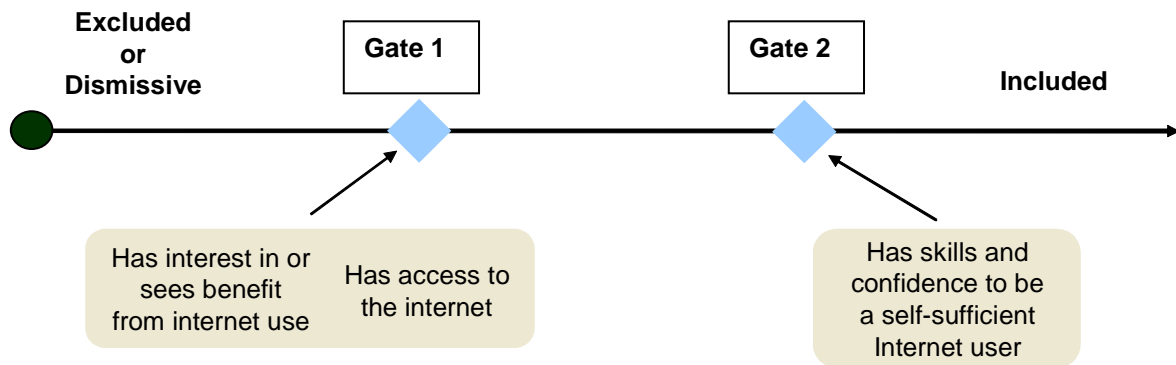 Excluded
or
Dismissive
Gate 1
Gate 2
Included
Has interest in or
sees benefit
from internet use
Has access to
the internet
Has skills and
confidence to be
a self-sufficient
Internet user